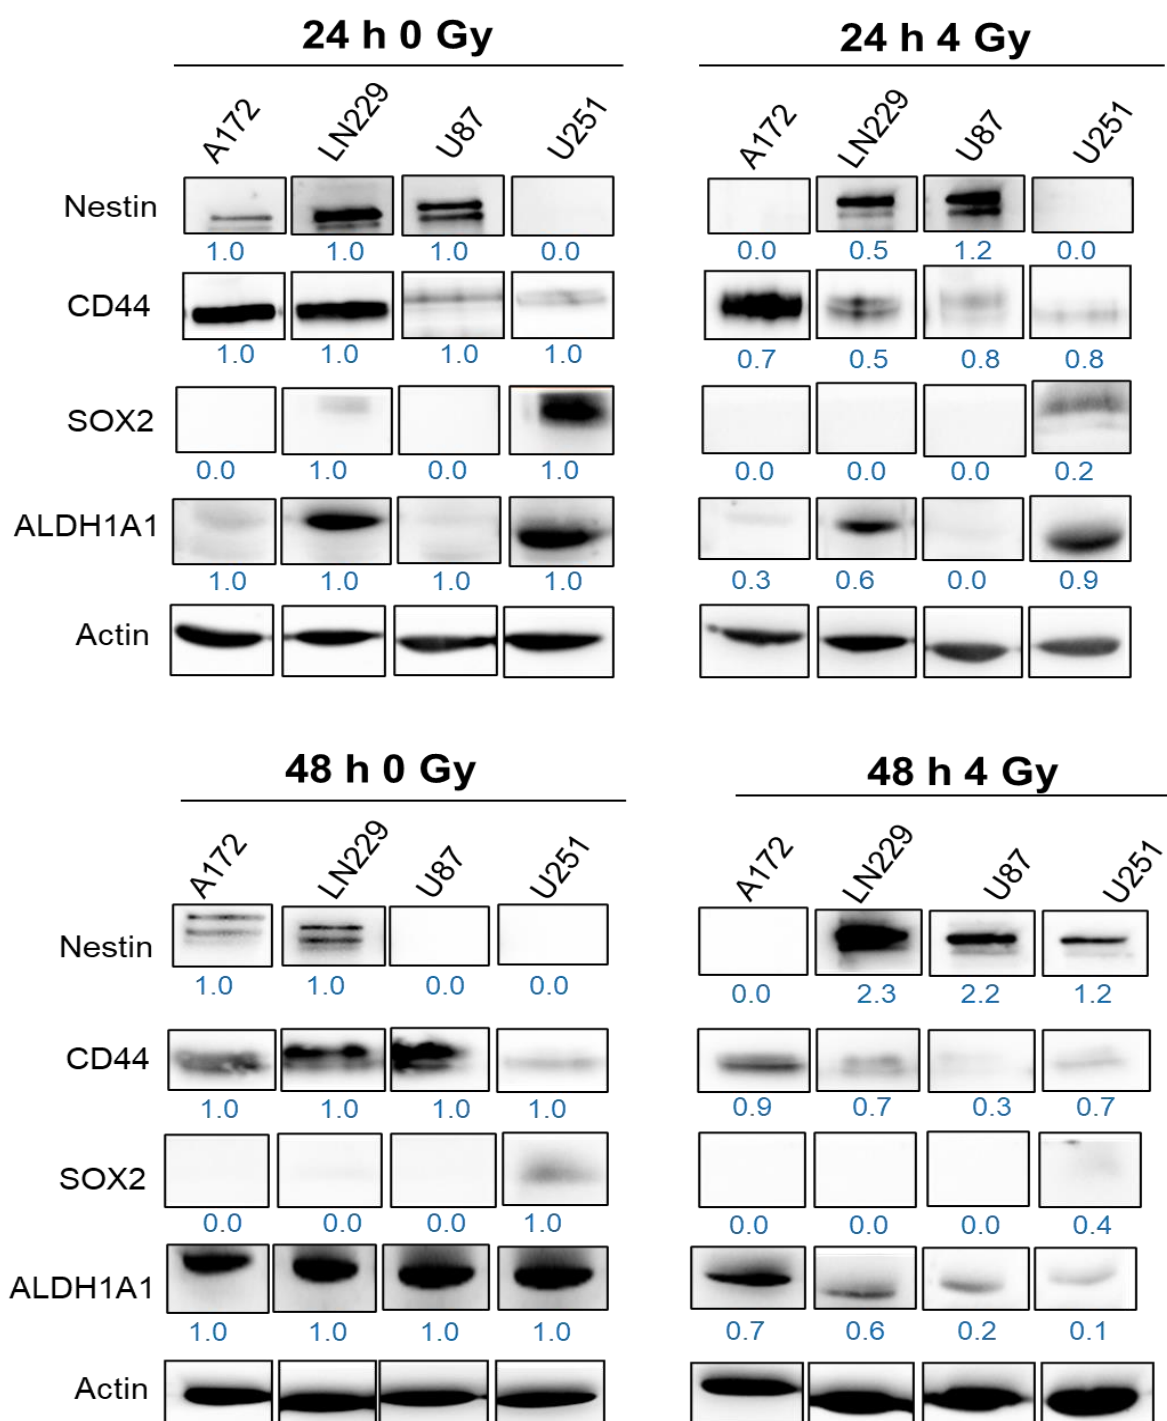 24 h 0 Gy
A172 LN229 U87 U251
Nestin
1.0 1.0 1.0 0.0
CD44
1.0 1.0 1.0 1.0
SOX2
0.0 1.0 0.0 1.0
ALDH1A1
1.0 1.0 1.0 1.0
Actin
24 h 4 Gy
A172 LN229 U87 U251
0.0 0.5 1.2 0.0
0.7 0.5 0.8 0.8
0.0 0.0 0.0 0.2
0.3 0.6 0.0 0.9
48 h 0 Gy
A172 LN229 U87 U251
Nestin
1.0 1.0 0.0 0.0
CD44
1.0 1.0 1.0 1.0
SOX2
0.0 0.0 0.0 1.0
ALDH1A1
1.0 1.0 1.0 1.0
Actin
48 h 4 Gy
A172 LN229 U87 U251
0.0 2.3 2.2 1.2
0.9 0.7 0.3 0.7
0.0 0.0 0.0 0.4
0.7 0.6 0.2 0.1